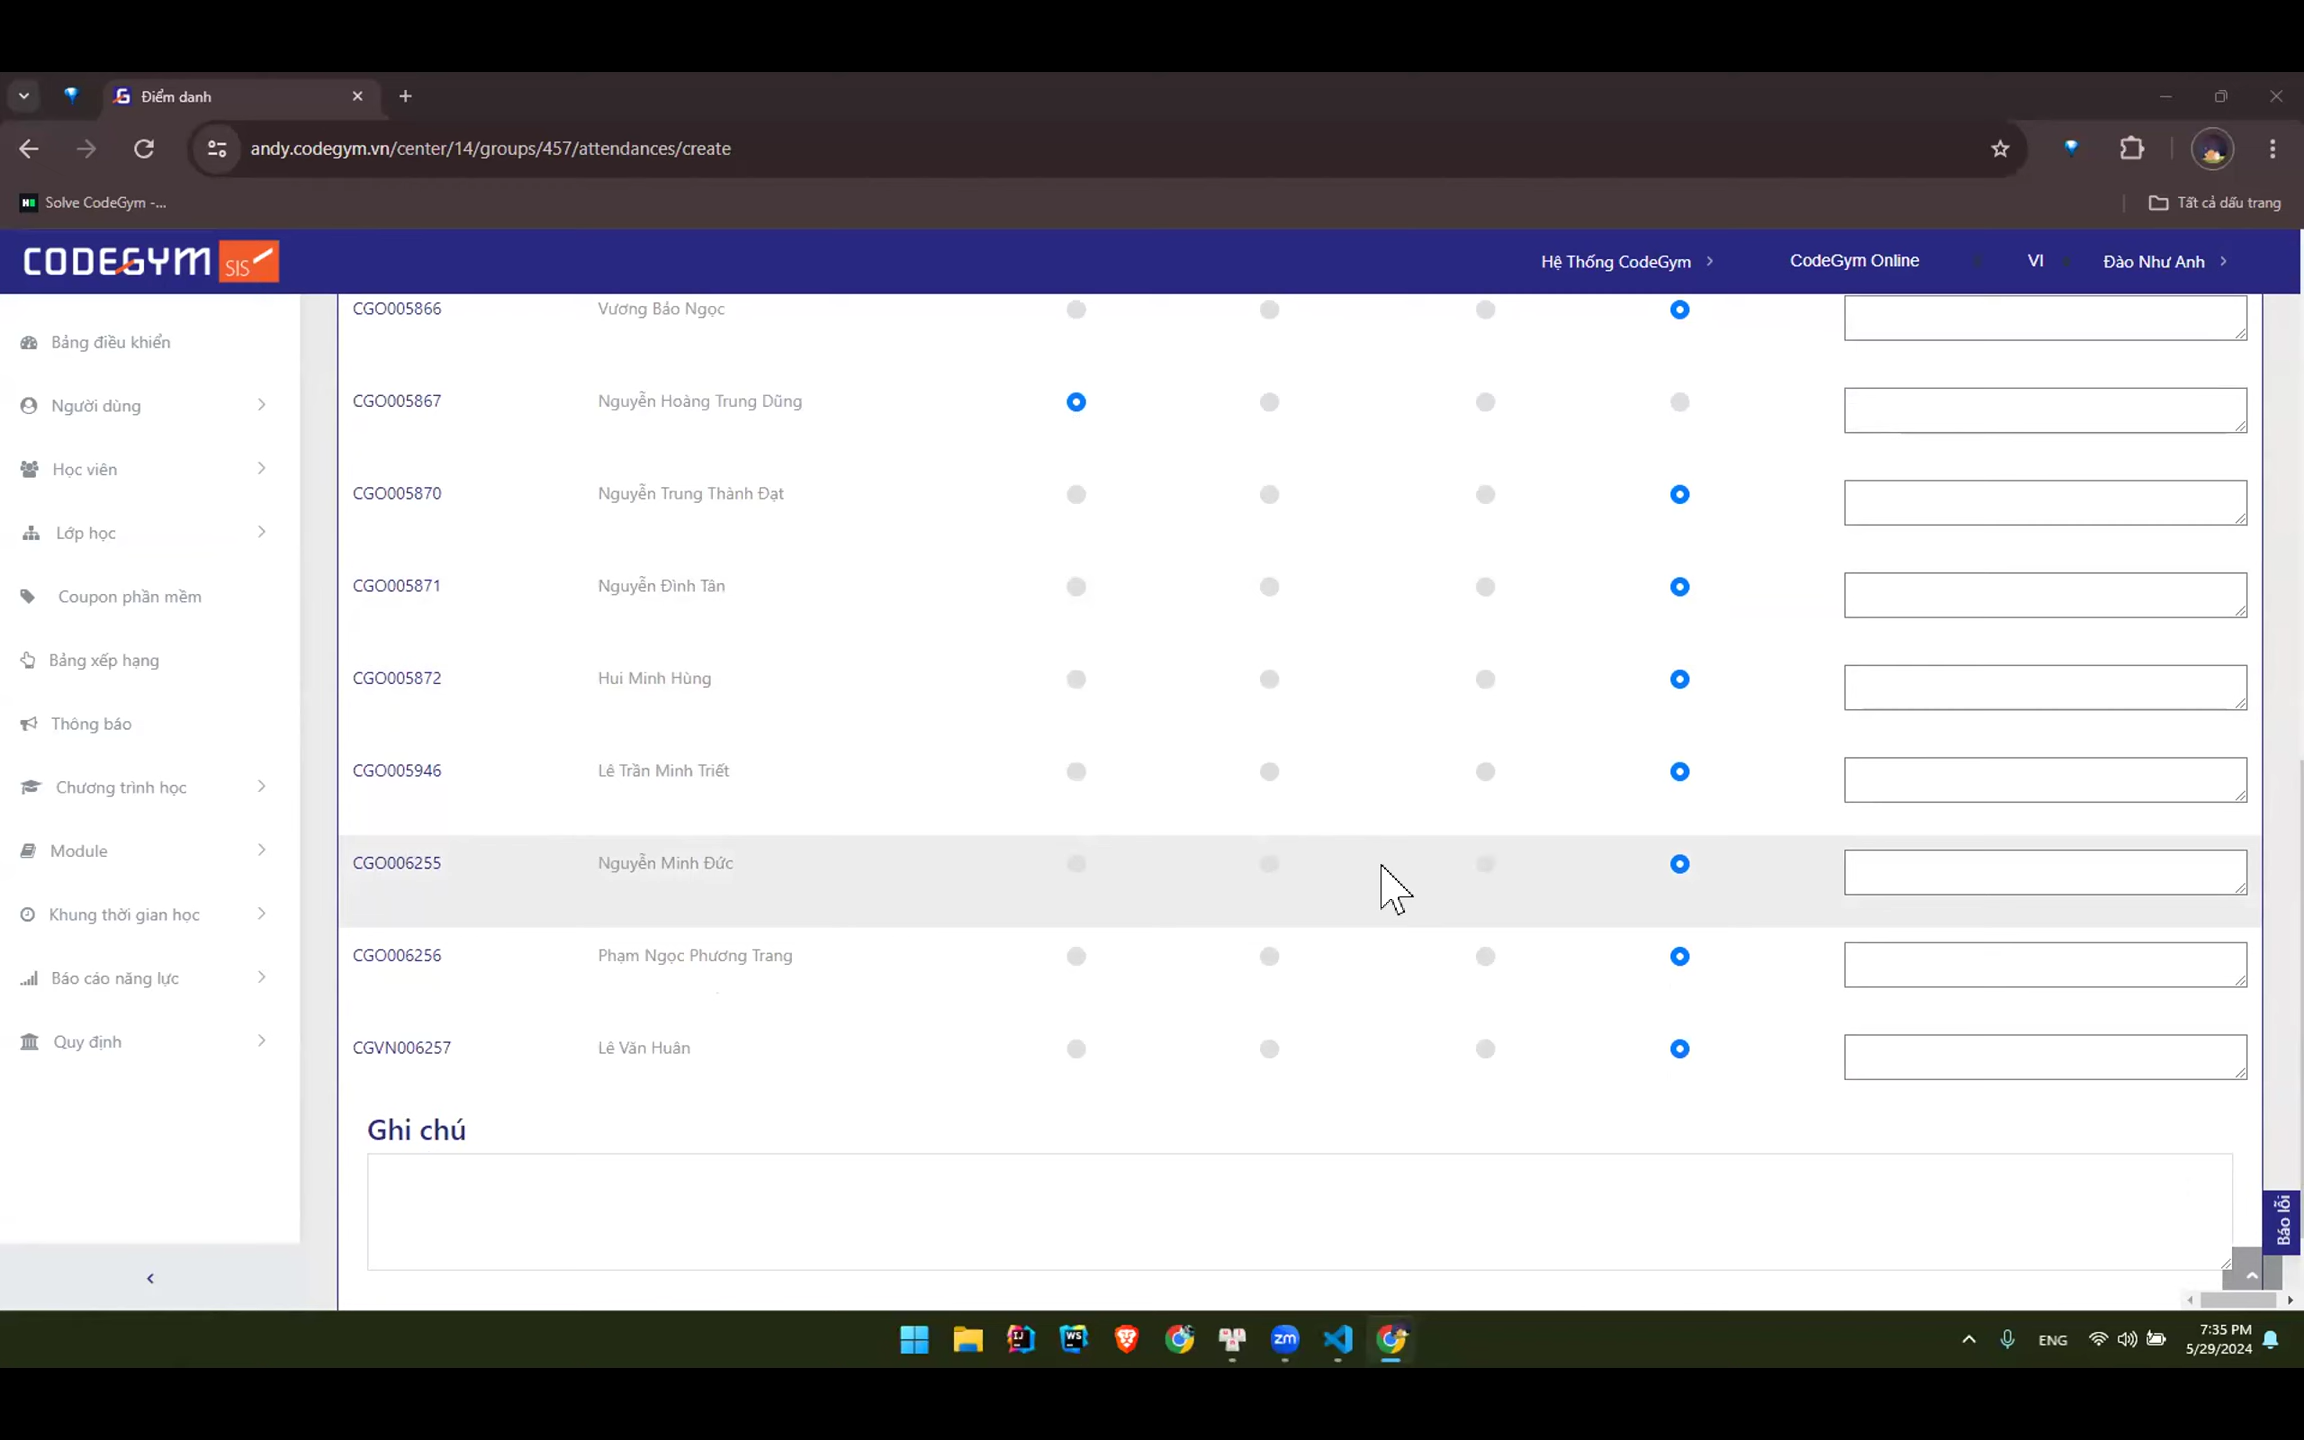 Điểm danh
andy.codegym.vn/center/14/groups/457/attendances/create
Solve CodeGym -...
Tất cả dấu trang
CODEGYM SIS
Hệ Thống CodeGym
CodeGym Online
VI
Đào Như Anh
Bảng điều khiển
Người dùng
Học viên
Lớp học
Coupon phần mềm
Bảng xếp hạng
Thông báo
Chương trình học
Module
Khung thời gian học
Báo cáo năng lực
Quy định
CGO005866 Vương Bảo Ngọc
CGO005867 Nguyễn Hoàng Trung Dũng
CGO005870 Nguyễn Trung Thành Đạt
CGO005871 Nguyễn Đình Tân
CGO005872 Hui Minh Hùng
CGO005946 Lê Trần Minh Triết
CGO006255 Nguyễn Minh Đức
CGO006256 Phạm Ngọc Phương Trang
CGVN006257 Lê Văn Huân
Ghi chú
Báo lỗi
ENG
7:35 PM
5/29/2024